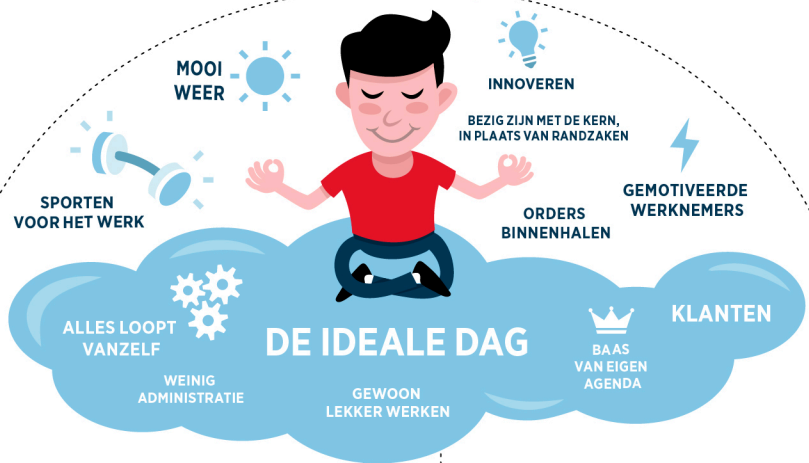 MOOI
WEER
INNOVEREN
BEZIG ZIJN MET DE KERN,
IN PLAATS VAN RANDZAKEN
SPORTEN
VOOR HET WERK
GEMOTIVEERDE
WERKNEMERS
ORDERS
BINNENHALEN
ALLES LOOPT
VANZELF
DE IDEALE DAG
KLANTEN
BAAS
VAN EIGEN
AGENDA
WEINIG
ADMINISTRATIE
GEWOON
LEKKER WERKEN